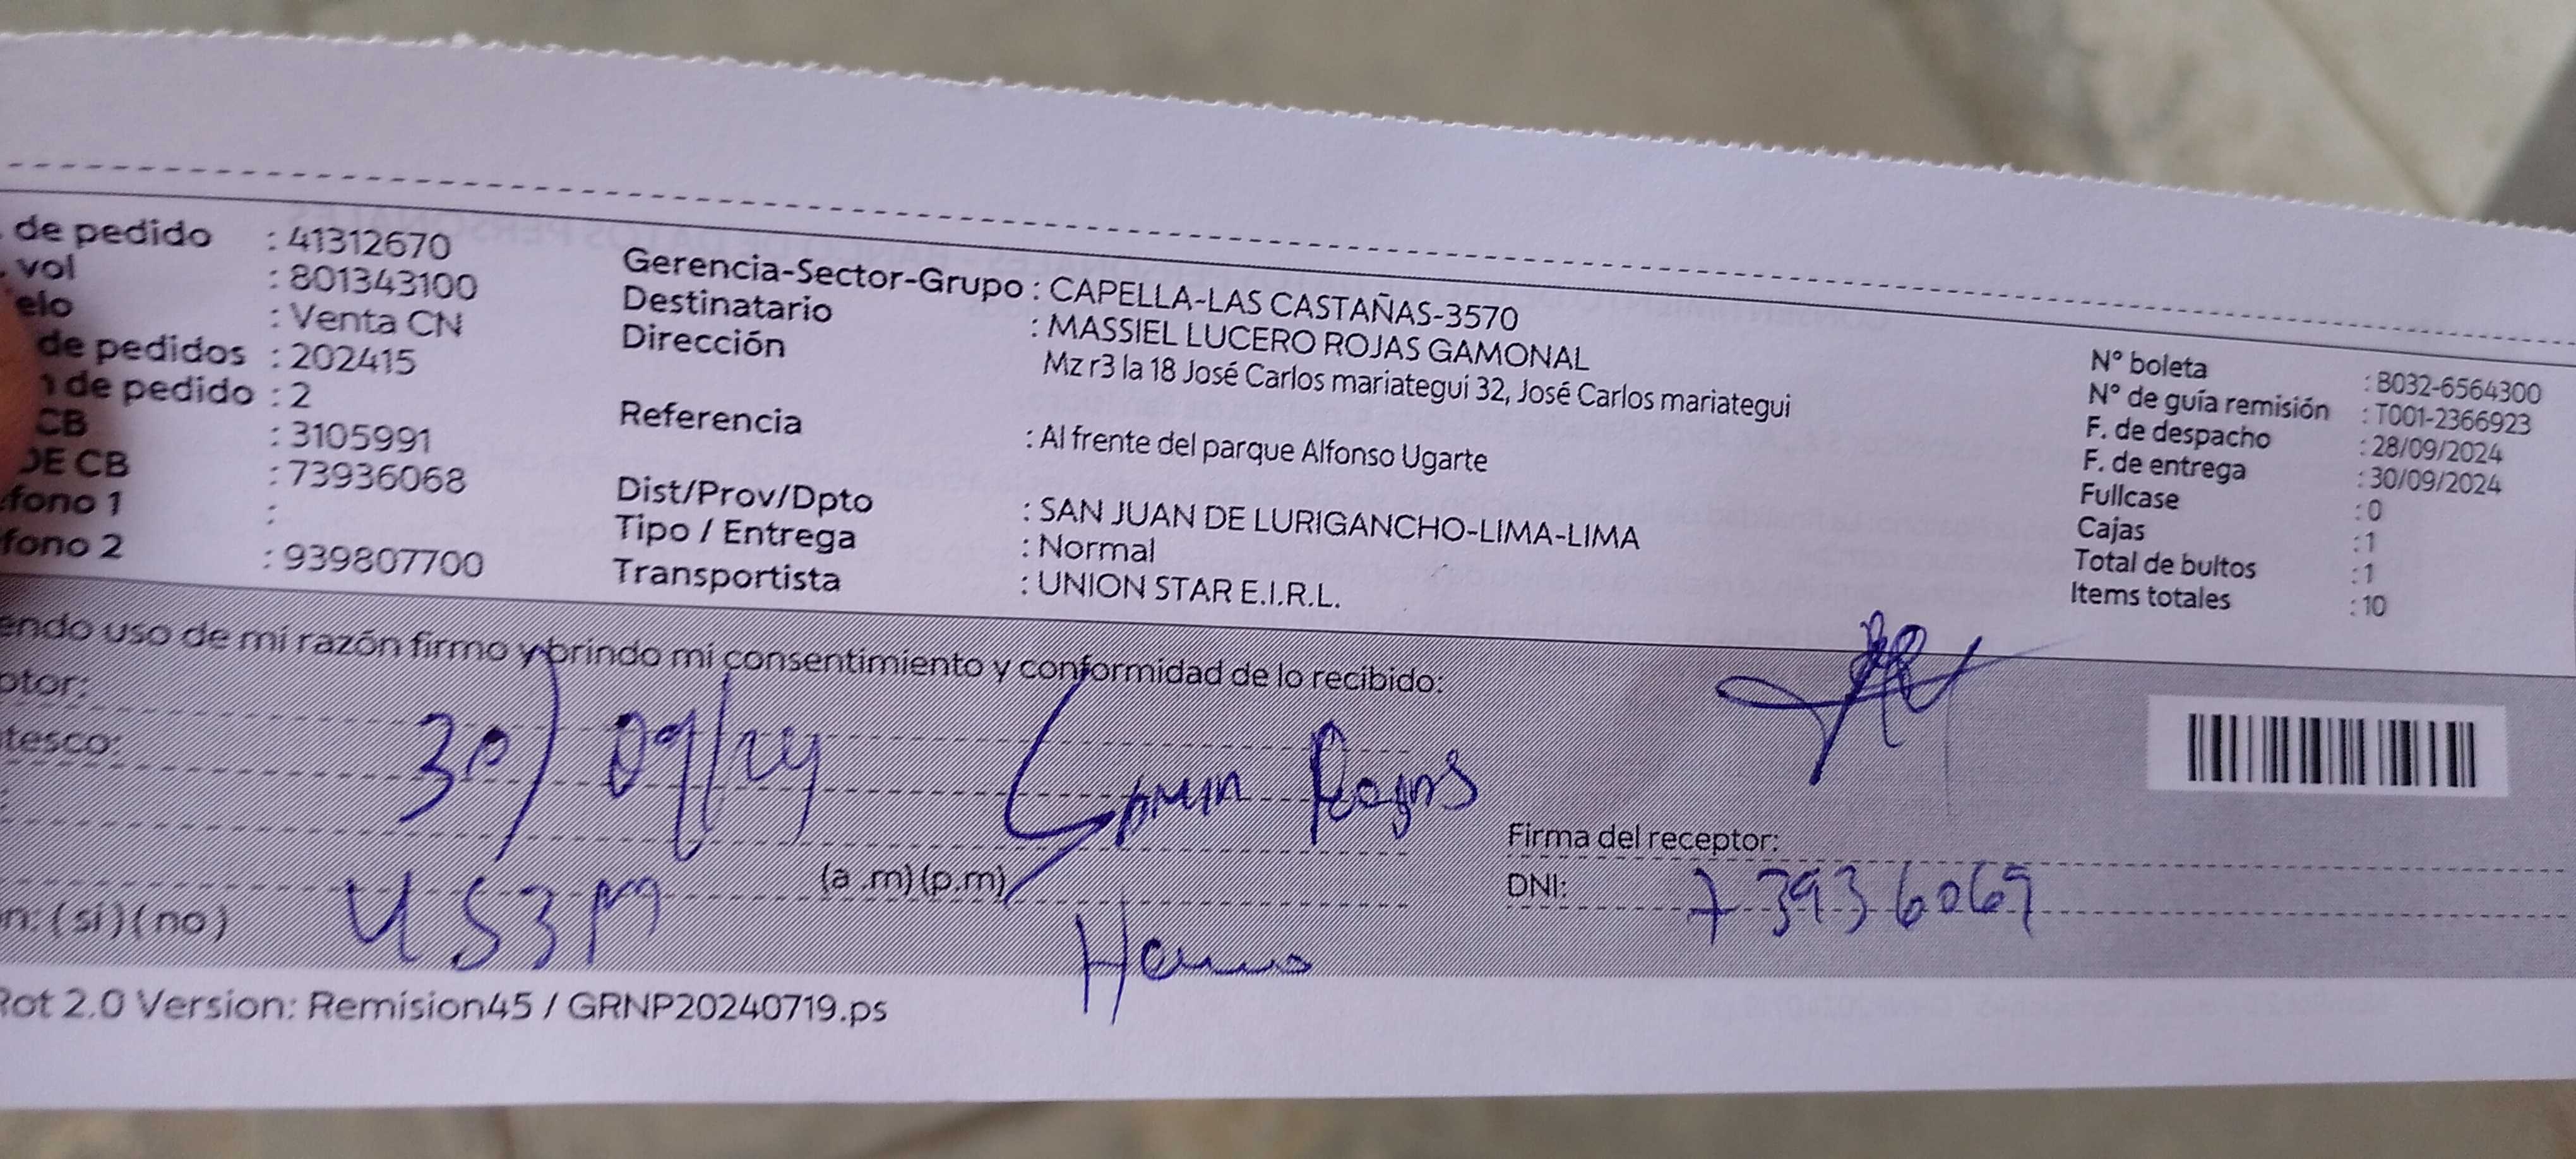 de pedido : 41312670
vol : 801343100
elo : Venta CN
de pedidos : 202415
de pedido : 2
CB : 3105991
DE CB : 73936068
fono 1 :
fono 2 : 939807700
Gerencia-Sector-Grupo : CAPELLA-LAS CASTAÑAS-3570
Destinatario : MASSIEL LUCERO ROJAS GAMONAL
Dirección Mz r3 la 18 José Carlos mariategui 32, José Carlos mariategui
Referencia : Al frente del parque Alfonso Ugarte
Dist/Prov/Dpto : SAN JUAN DE LURIGANCHO-LIMA-LIMA
Tipo / Entrega : Normal
Transportista : UNION STAR E.I.R.L.
N° boleta : B032-6564300
N° de guía remisión : T001-2366923
F. de despacho : 28/09/2024
F. de entrega : 30/09/2024
Fullcase : 0
Cajas : 1
Total de bultos : 1
Items totales : 10
endo uso de mi razón firmo y brindo mi consentimiento y conformidad de lo recibido:
ptor:
tesco:
30/09/24
Rojas
(a .m) (p.m)
n: (si) (no)
Firma del receptor:
DNI: 73936069
Rot 2.0 Version: Remision45 / GRNP20240719.ps